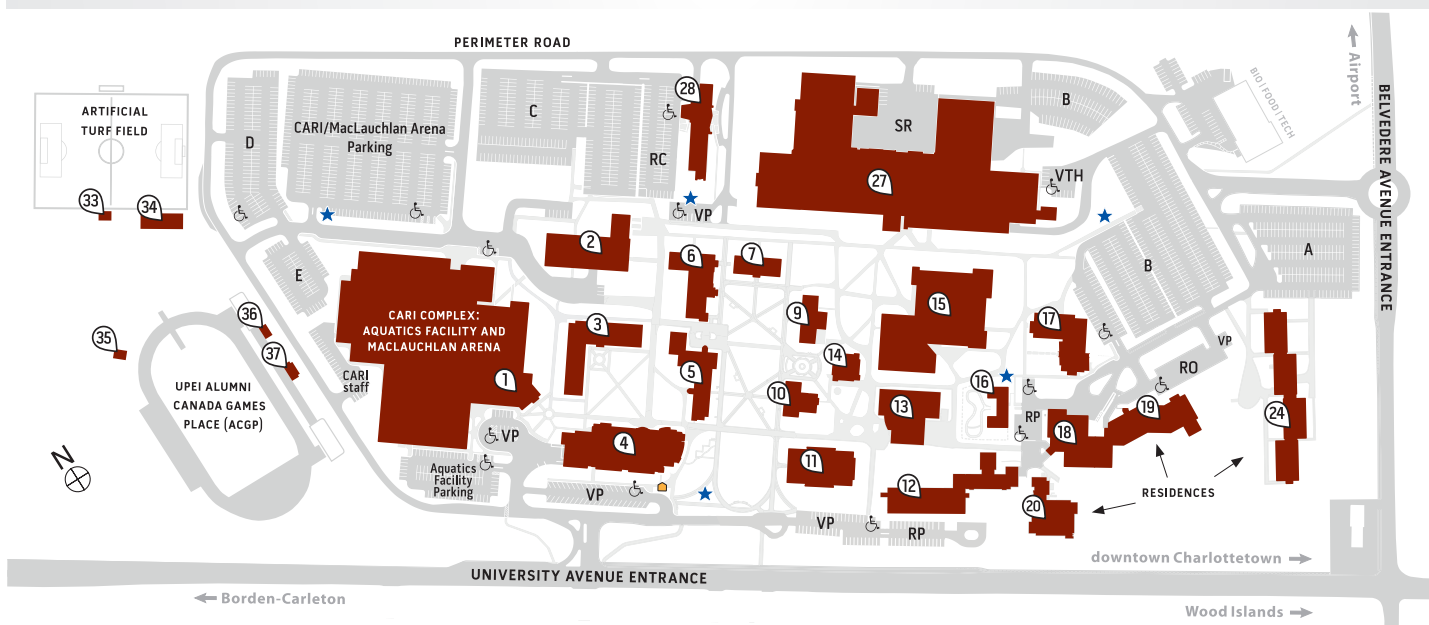 PERIMETER ROAD
Airport
BELVEDERE AVENUE ENTRANCE
BIO | FOOD | TECH
ARTIFICIAL
TURF FIELD
D
CARI/MacLauchlan Arena
Parking
C
RC
28
SR
B
VTH
27
33
34
VP
2
6
7
E
B
A
CARI COMPLEX:
AQUATICS FACILITY AND
MACLAUCHLAN ARENA
36
35
37
3
9
15
17
14
VP
CARI
staff
1
5
10
16
RO
UPEI ALUMNI
CANADA GAMES
PLACE (ACGP)
13
RP
19
24
18
4
VP
N
Aquatics
Facility
Parking
11
12
RESIDENCES
VP
20
VP
RP
downtown Charlottetown
UNIVERSITY AVENUE ENTRANCE
Borden-Carleton
Wood Islands